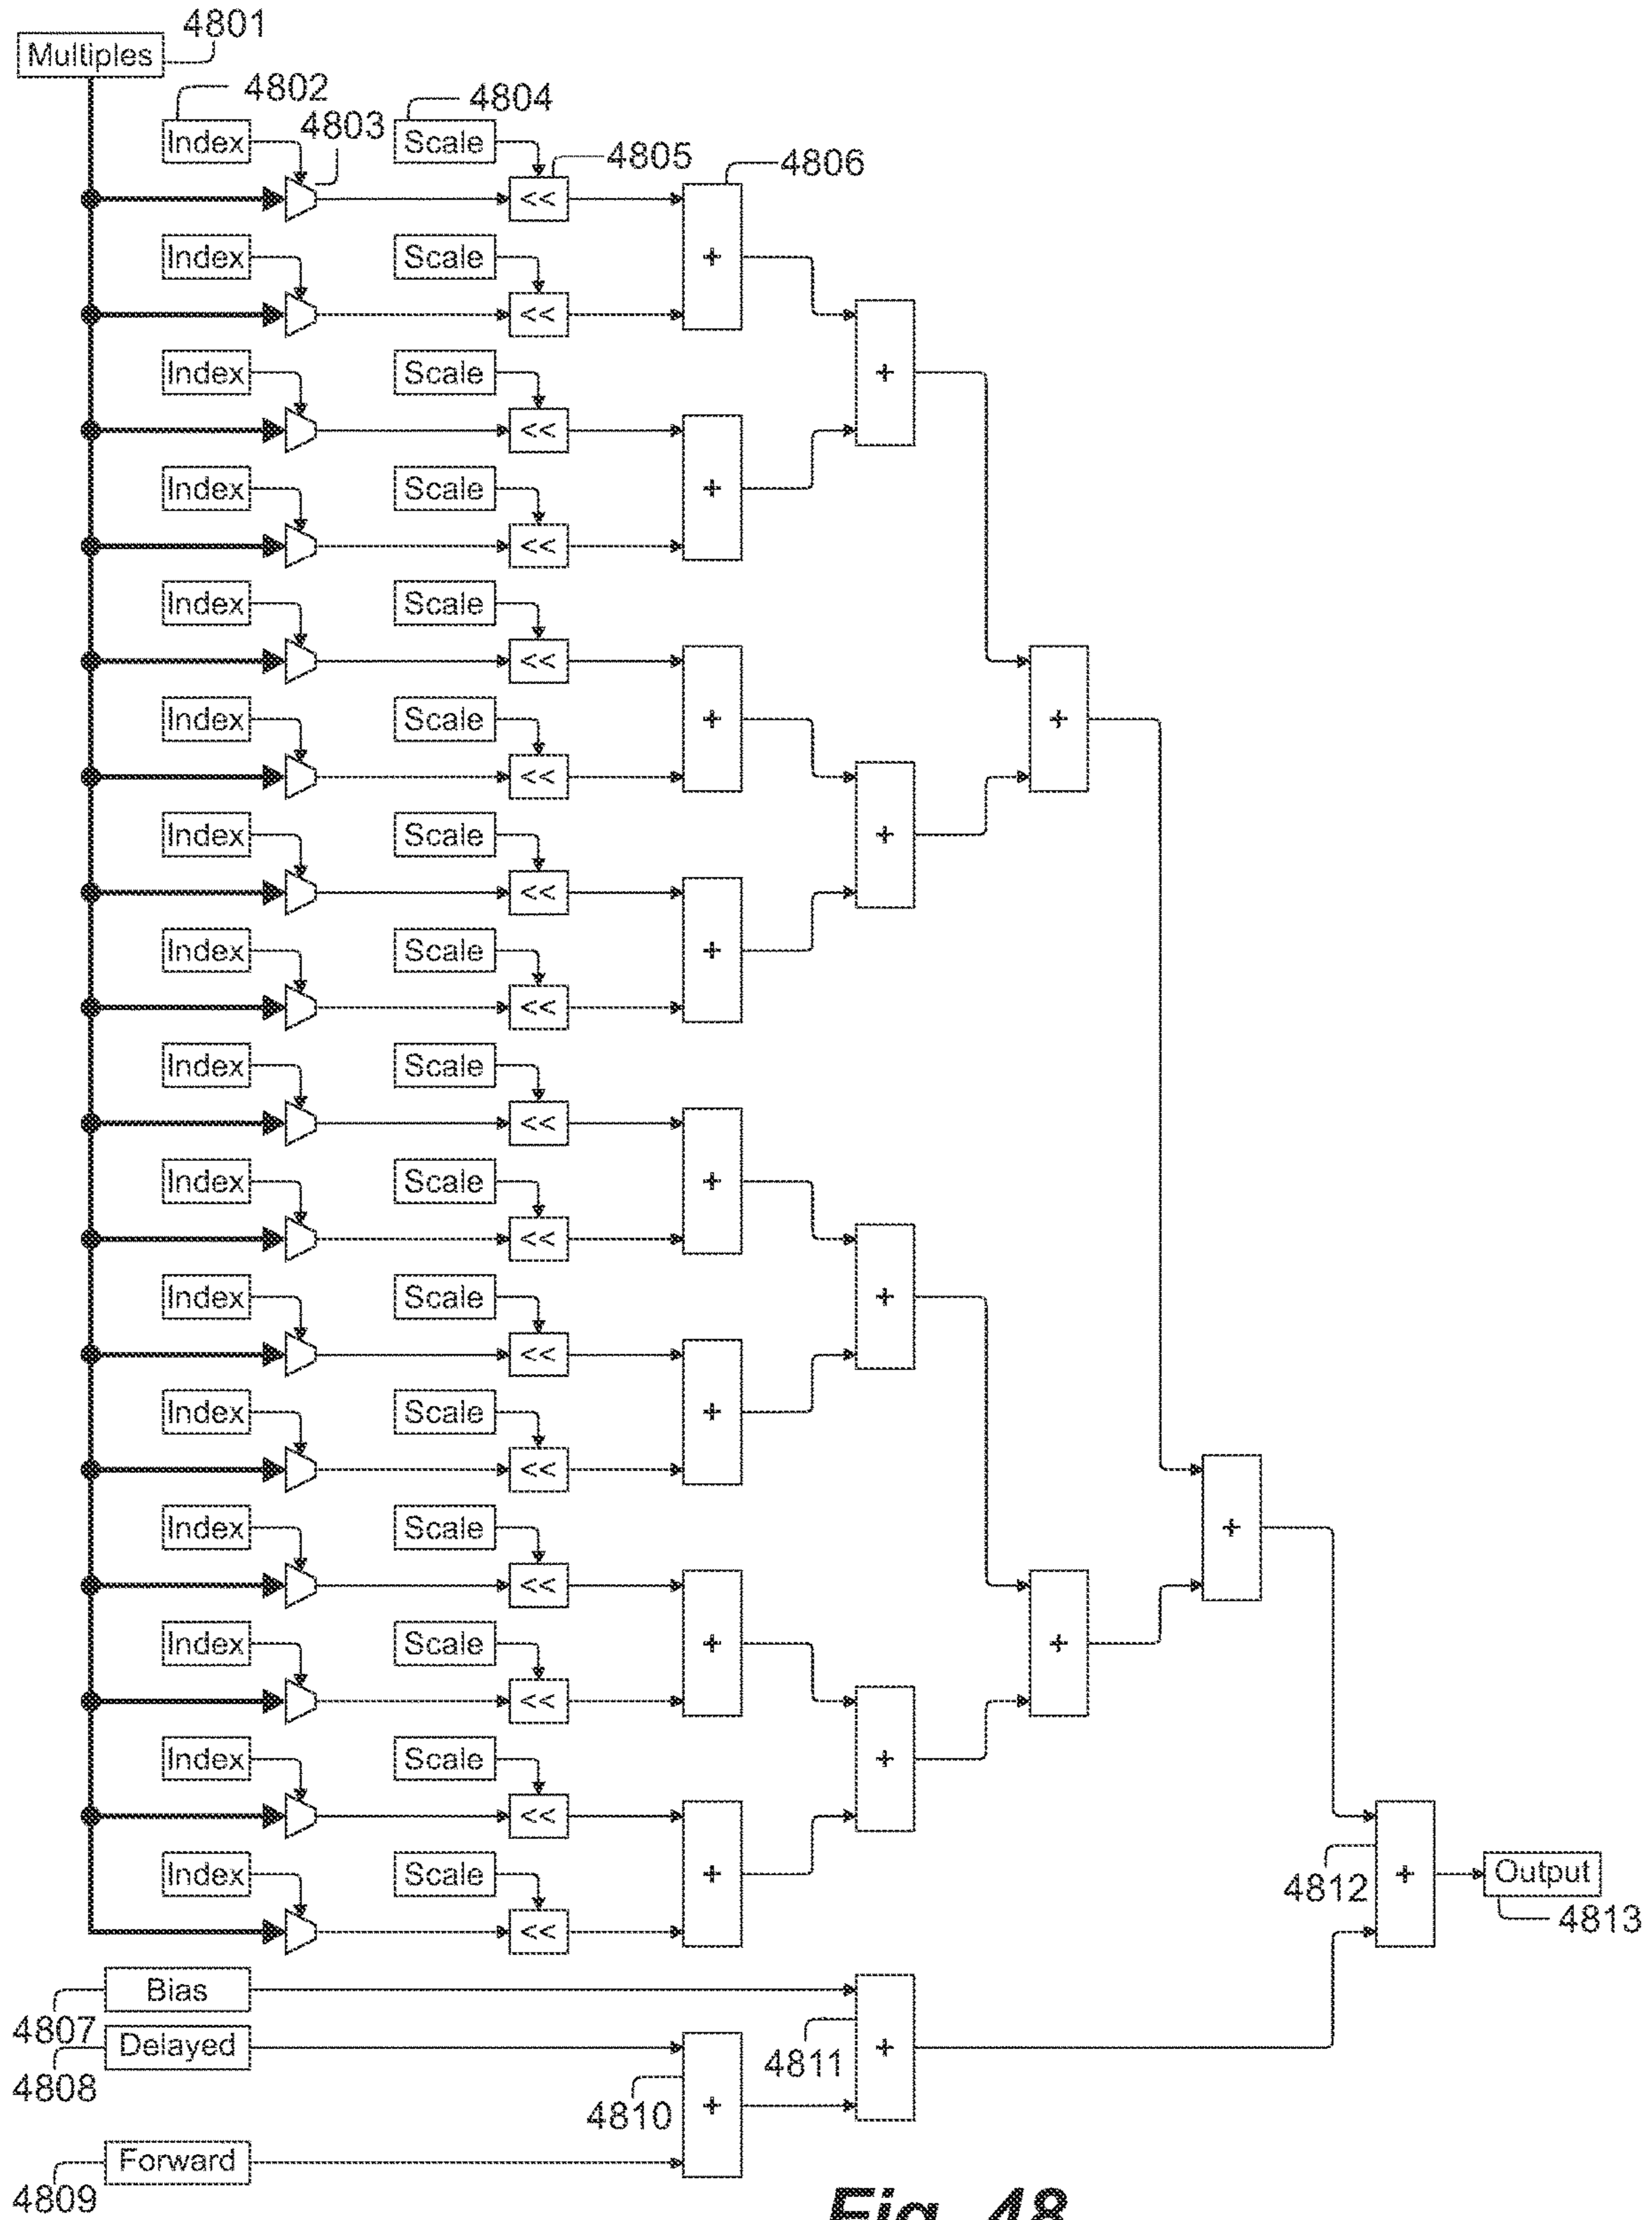 4801
Multiples
4802
4804
Index
4803
Scale
4805
4806
<<
+
Index
Scale
<<
+
Index
Scale
<<
+
Index
Scale
<<
Index
Scale
<<
+
+
Index
Scale
<<
+
Index
Scale
<<
+
Index
Scale
<<
Index
Scale
<<
+
Index
Scale
<<
+
Index
Scale
<<
+
Index
Scale
<<
Index
Scale
<<
+
+
+
Index
Scale
<<
+
Index
Scale
<<
+
Index
Scale
<<
+
4812
Output
4813
Bias
4807
Delayed
4808
4811
+
4810
+
Forward
4809
Fig. 48